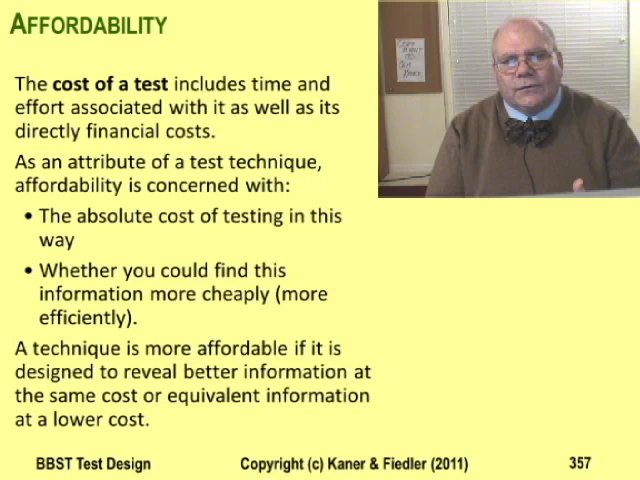 AFFORDABILITY
The cost of a test includes time and
effort associated with it as well as its
directly financial costs.
As an attribute of a test technique,
affordability is concerned with:
• The absolute cost of testing in this
way
• Whether you could find this
information more cheaply (more
efficiently).
A technique is more affordable if it is
designed to reveal better information at
the same cost or equivalent information
at a lower cost.
BBST Test Design Copyright (c) Kaner & Fiedler (2011) 357